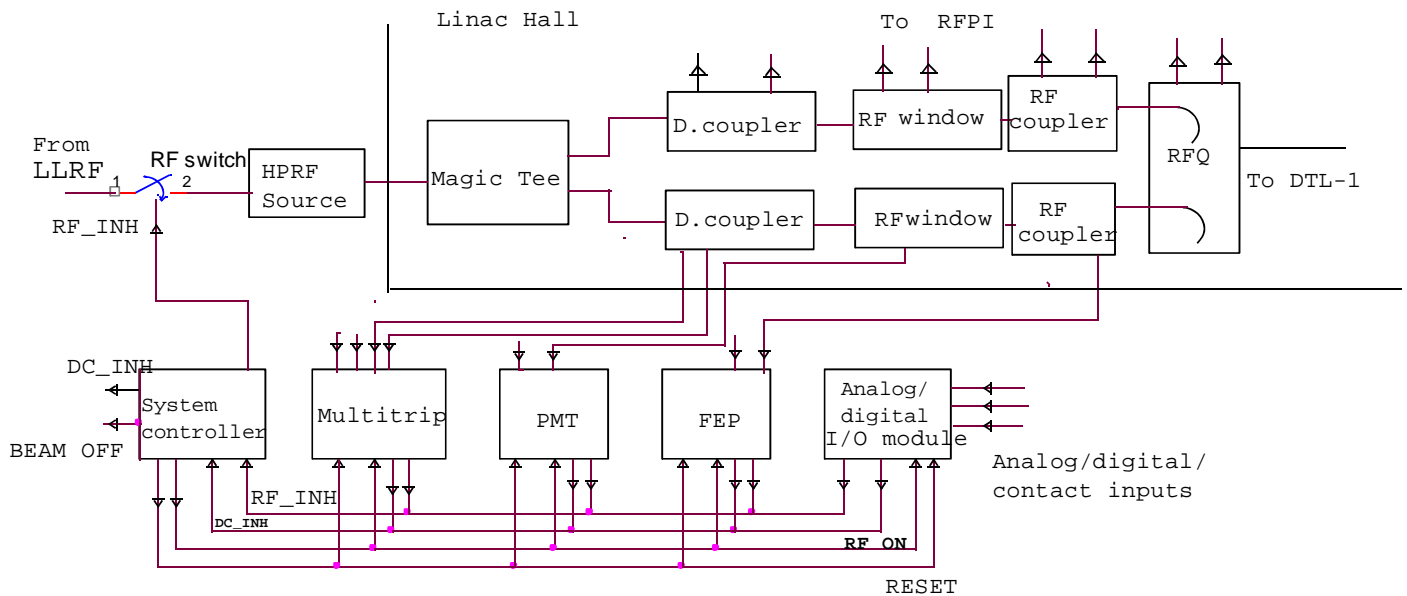 Linac Hall
To RFPI
From
LLRF
RF switch
1
2
HPRF
Source
Magic Tee
D.coupler
RF window
RF
coupler
RFQ
To DTL-1
D.coupler
RFwindow
RF
coupler
RF_INH
DC_INH
System
controller
BEAM OFF
Multitrip
PMT
FEP
Analog/
digital
I/O module
Analog/digital/
contact inputs
RF_INH
DC_INH
RF ON
RESET